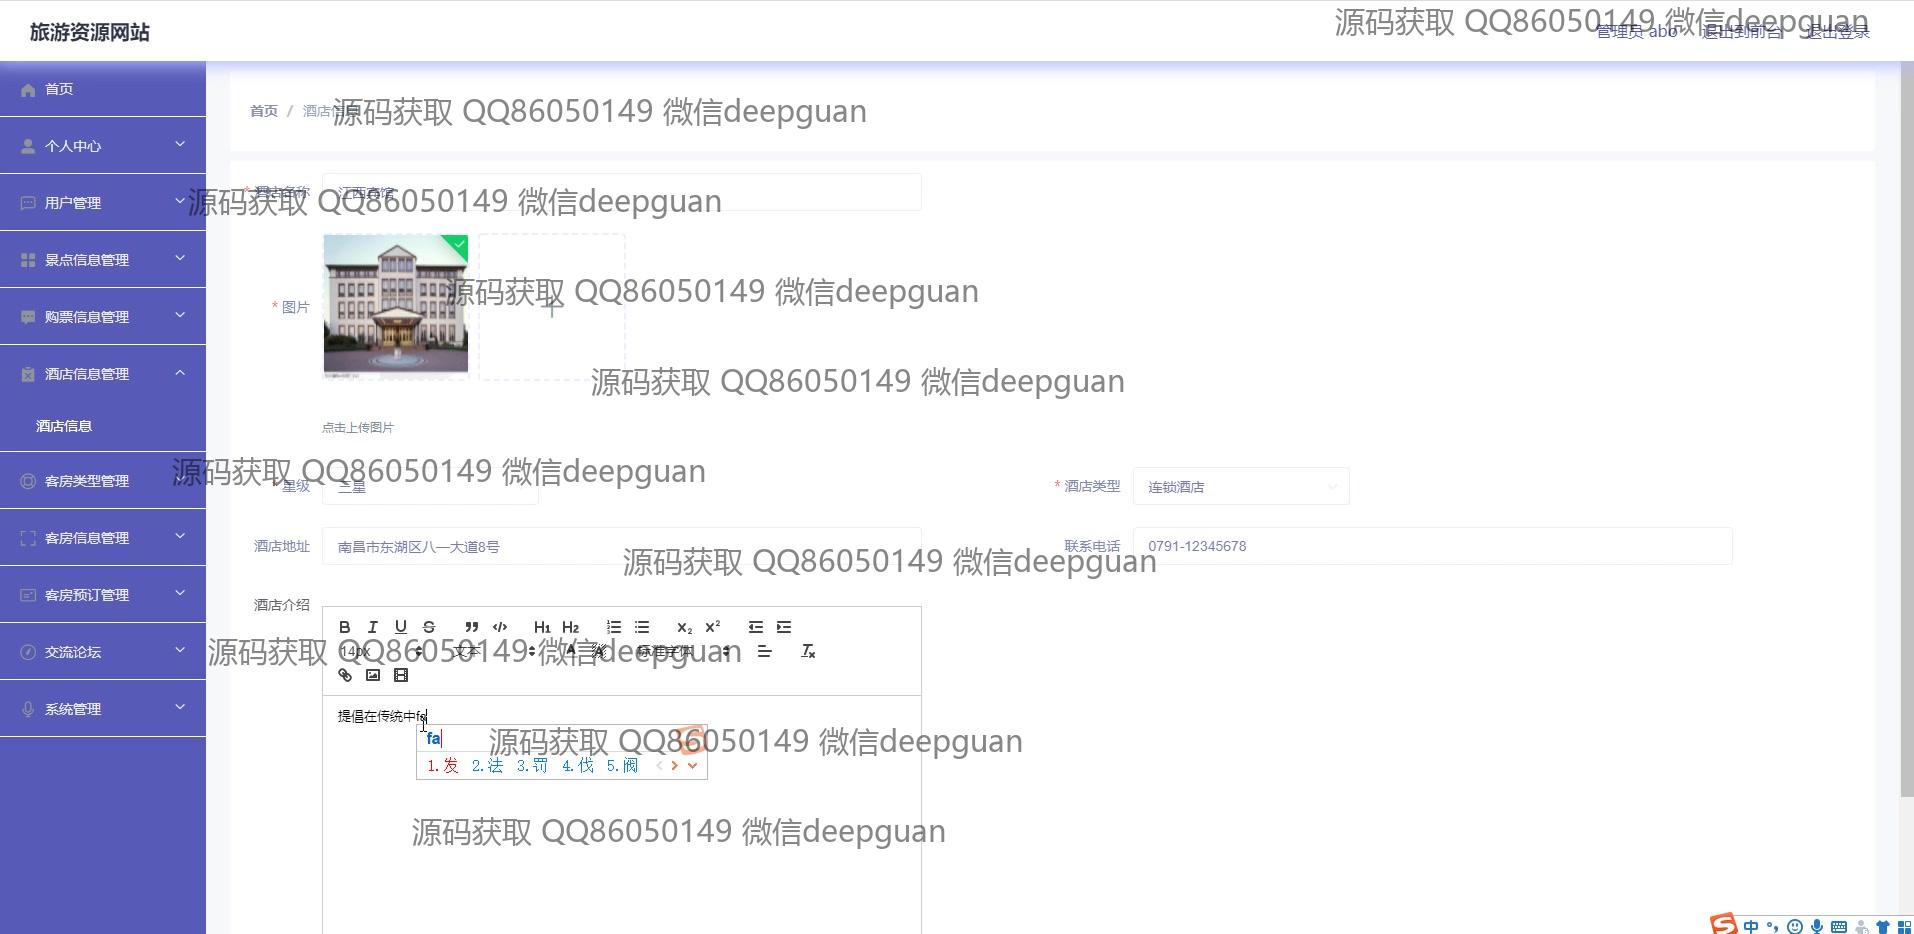 旅游资源网站
源码获取 QQ86050149 微信deepguan
管理员 abo 退出到前台 退出登录
首页
个人中心
用户管理
景点信息管理
购票信息管理
酒店信息管理
酒店信息
客房类型管理
客房信息管理
客房预订管理
交流论坛
系统管理
首页 / 酒店信息
源码获取 QQ86050149 微信deepguan
* 酒店名称 江西宾馆
源码获取 QQ86050149 微信deepguan
* 图片
源码获取 QQ86050149 微信deepguan
源码获取 QQ86050149 微信deepguan
点击上传图片
源码获取 QQ86050149 微信deepguan
* 星级 三星
* 酒店类型 连锁酒店
酒店地址 南昌市东湖区八一大道8号
联系电话 0791-12345678
源码获取 QQ86050149 微信deepguan
酒店介绍
B I U S H1 H2 X2 X2
14px 文本 A 标准字体 Tx
源码获取 QQ86050149 微信deepguan
提倡在传统中fa
fa
源码获取 QQ86050149 微信deepguan
1.发 2.法 3.罚 4.伐 5.阀
源码获取 QQ86050149 微信deepguan
中